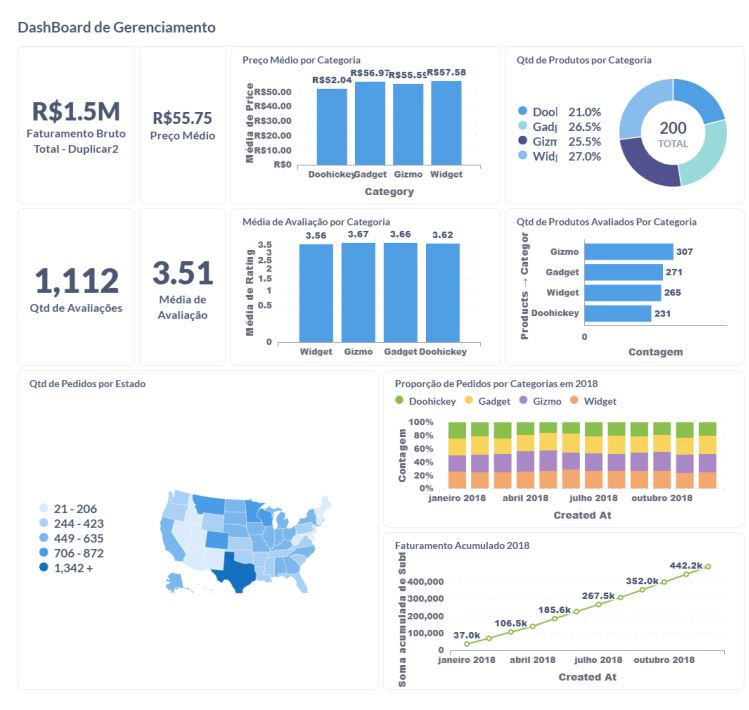 DashBoard de Gerenciamento
R$1.5M
Faturamento Bruto
Total - Duplicar2
R$55.75
Preço Médio
Preço Médio por Categoria
R$52.04
R$56.97
R$55.59
R$57.58
R$50.00
R$40.00
R$30.00
R$20.00
R$10.00
R$0
Média de Price
Doohickey
Gadget
Gizmo
Widget
Category
Qtd de Produtos por Categoria
Dool 21.0%
Gadg 26.5%
Gizm 25.5%
Widg 27.0%
200
TOTAL
1,112
Qtd de Avaliações
3.51
Média de
Avaliação
Média de Avaliação por Categoria
3.56
3.67
3.66
3.62
3.5
3
2.5
2
1.5
1
0.5
0
Média de Rating
Widget
Gizmo
Gadget
Doohickey
Qtd de Produtos Avaliados Por Categoria
Products → Categor
Gizmo 307
Gadget 271
Widget 265
Doohickey 231
0
Contagem
Qtd de Pedidos por Estado
21 - 206
244 - 423
449 - 635
706 - 872
1,342 +
Proporção de Pedidos por Categorias em 2018
Doohickey
Gadget
Gizmo
Widget
100%
80%
60%
40%
20%
0%
Contagem
janeiro 2018
abril 2018
julho 2018
outubro 2018
Created At
Faturamento Acumulado 2018
Soma acumulada de Subt
400,000
300,000
200,000
100,000
0
37.0k
106.5k
185.6k
267.5k
352.0k
442.2k
janeiro 2018
abril 2018
julho 2018
outubro 2018
Created At